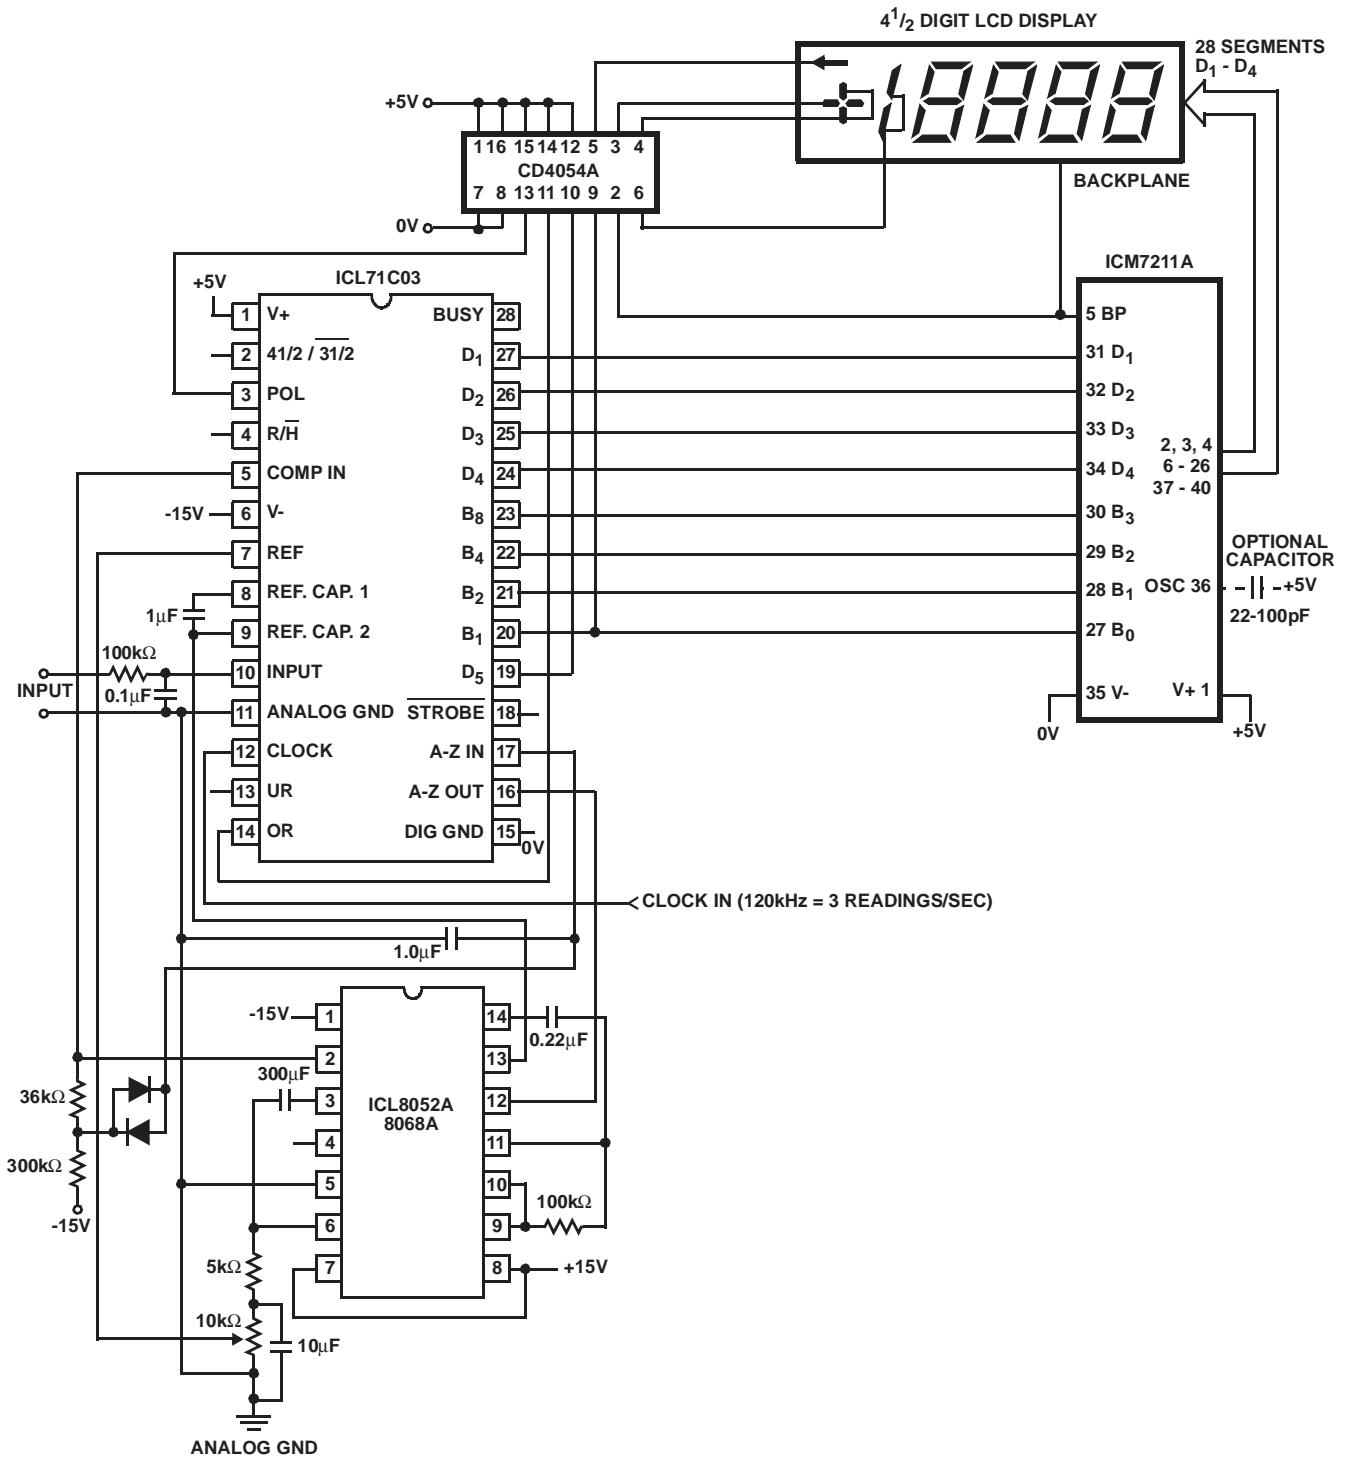 4 1/2 DIGIT LCD DISPLAY
28 SEGMENTS
D1 - D4
+5V
1 16 15 14 12 5 3 4
CD4054A
7 8 13 11 10 9 2 6
0V
BACKPLANE
ICL71C03
+5V
1 V+
2 41/2 / 31/2
3 POL
4 R/H
5 COMP IN
-15V
6 V-
7 REF
8 REF. CAP. 1
1μF
9 REF. CAP. 2
100kΩ
10 INPUT
INPUT
0.1μF
11 ANALOG GND
12 CLOCK
13 UR
14 OR
BUSY 28
D1 27
D2 26
D3 25
D4 24
B8 23
B4 22
B2 21
B1 20
D5 19
STROBE 18
A-Z IN 17
A-Z OUT 16
DIG GND 15
0V
ICM7211A
5 BP
31 D1
32 D2
33 D3
34 D4
30 B3
29 B2
28 B1
27 B0
35 V-
0V
2, 3, 4
6 - 26
37 - 40
OSC 36
V+ 1
+5V
OPTIONAL
CAPACITOR
+5V
22-100pF
CLOCK IN (120kHz = 3 READINGS/SEC)
1.0μF
-15V
1
2
300μF
3
4
5
6
7
ICL8052A
8068A
14
0.22μF
13
12
11
10
100kΩ
9
8
+15V
36kΩ
300kΩ
-15V
5kΩ
10kΩ
10μF
ANALOG GND